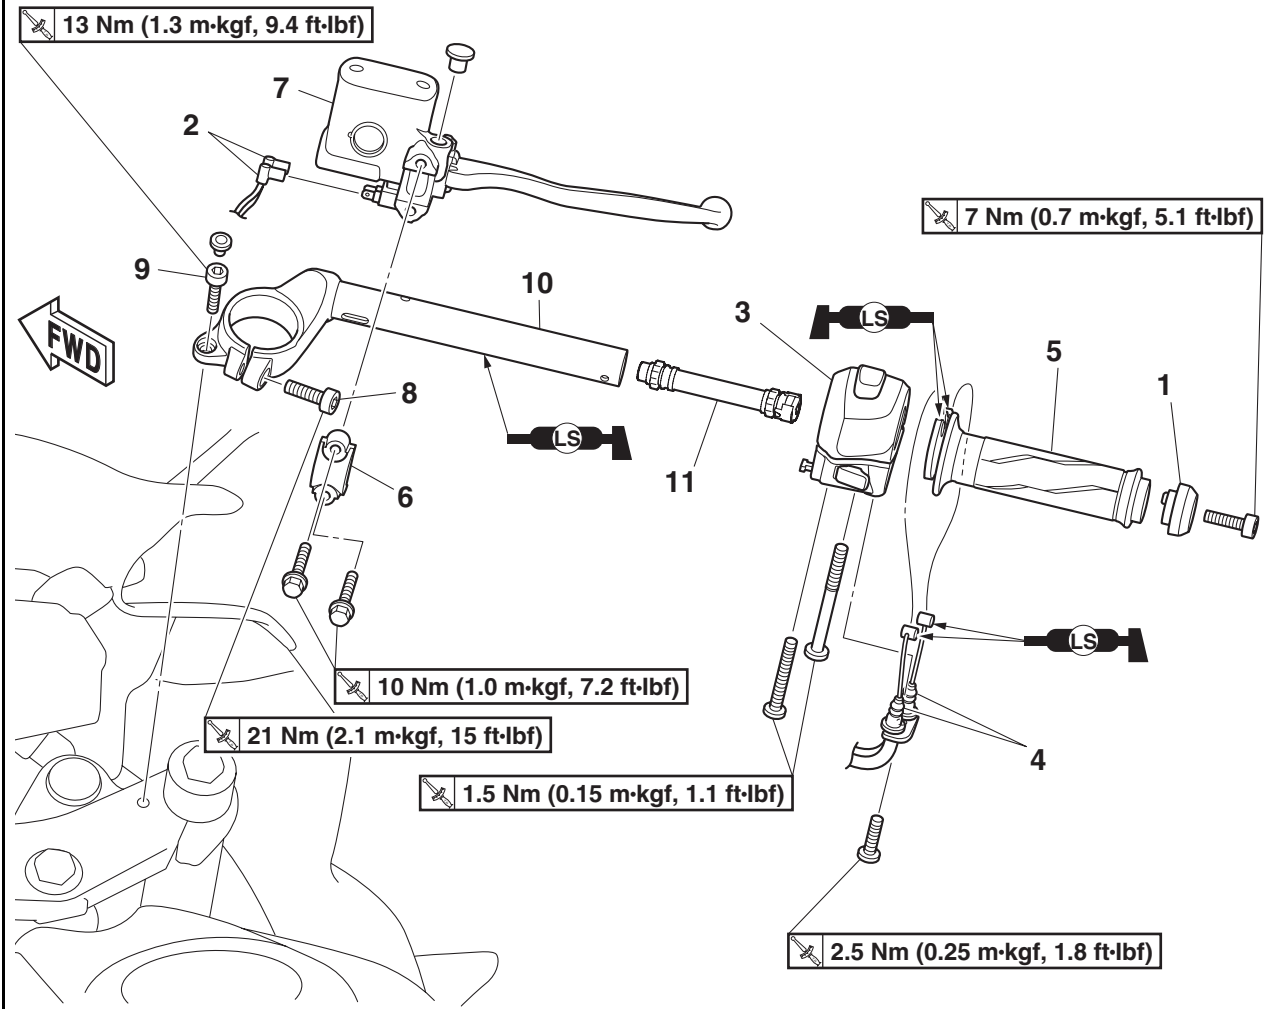 13 Nm (1.3 m•kgf, 9.4 ft•lbf)
7
2
7 Nm (0.7 m•kgf, 5.1 ft•lbf)
9
10
3
LS
5
1
FWD
8
LS
11
6
LS
10 Nm (1.0 m•kgf, 7.2 ft•lbf)
21 Nm (2.1 m•kgf, 15 ft•lbf)
4
1.5 Nm (0.15 m•kgf, 1.1 ft•lbf)
2.5 Nm (0.25 m•kgf, 1.8 ft•lbf)